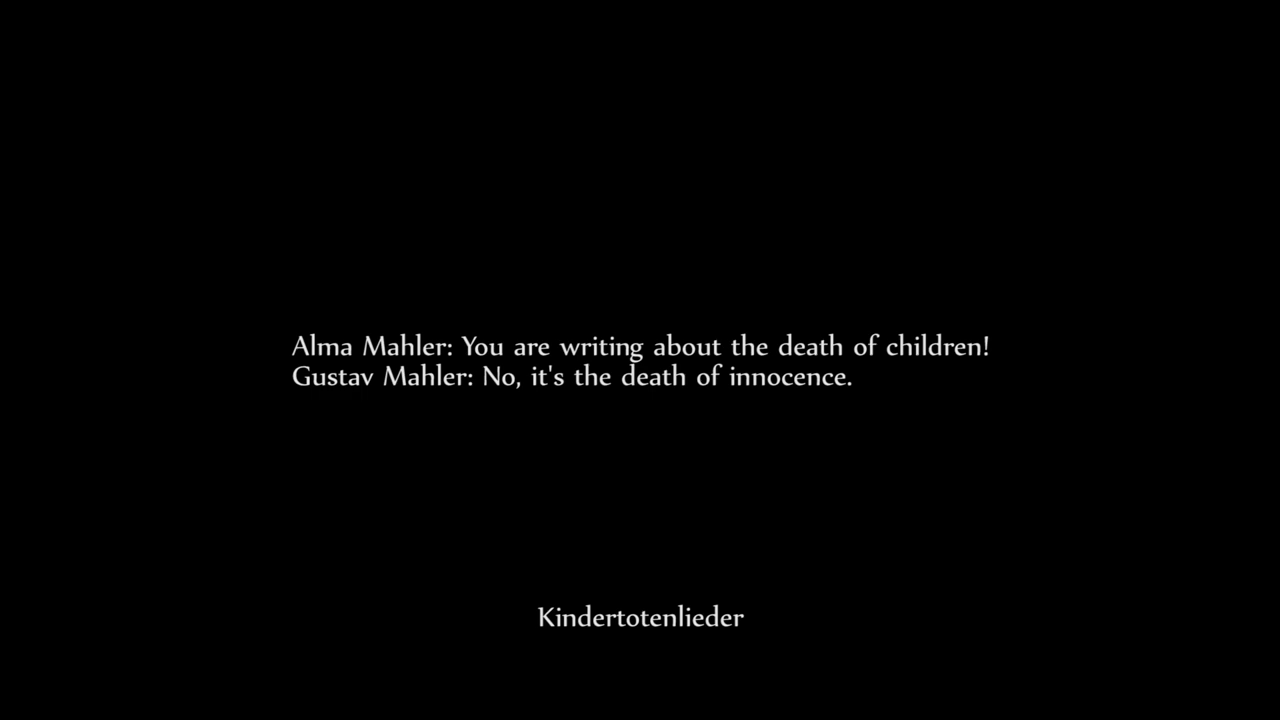 Alma Mahler: You are writing about the death of children!
Gustav Mahler: No, it's the death of innocence.
Kindertotenlieder